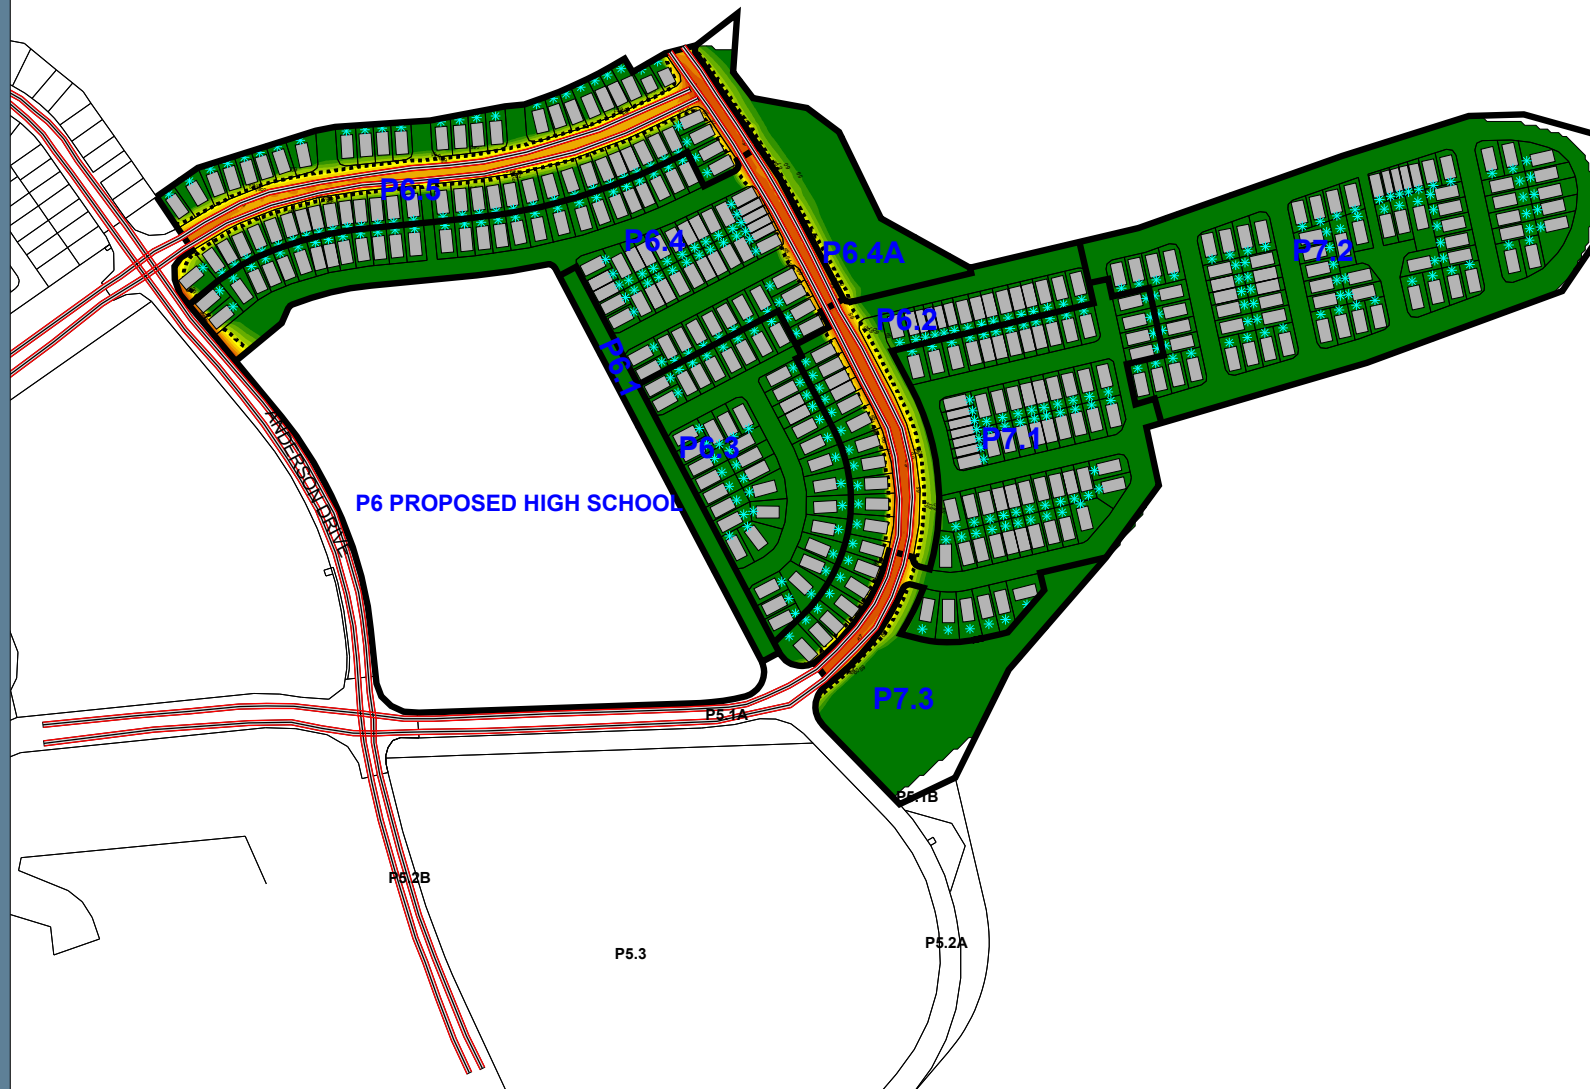 P6.5
P6.4
P6.4A
P7.2
P6.2
P6.1
P7.1
P6.3
ANDERSON DRIVE
P6 PROPOSED HIGH SCHOOL
P7.3
P5.1A
P5.1B
P5.2B
P5.2A
P5.3